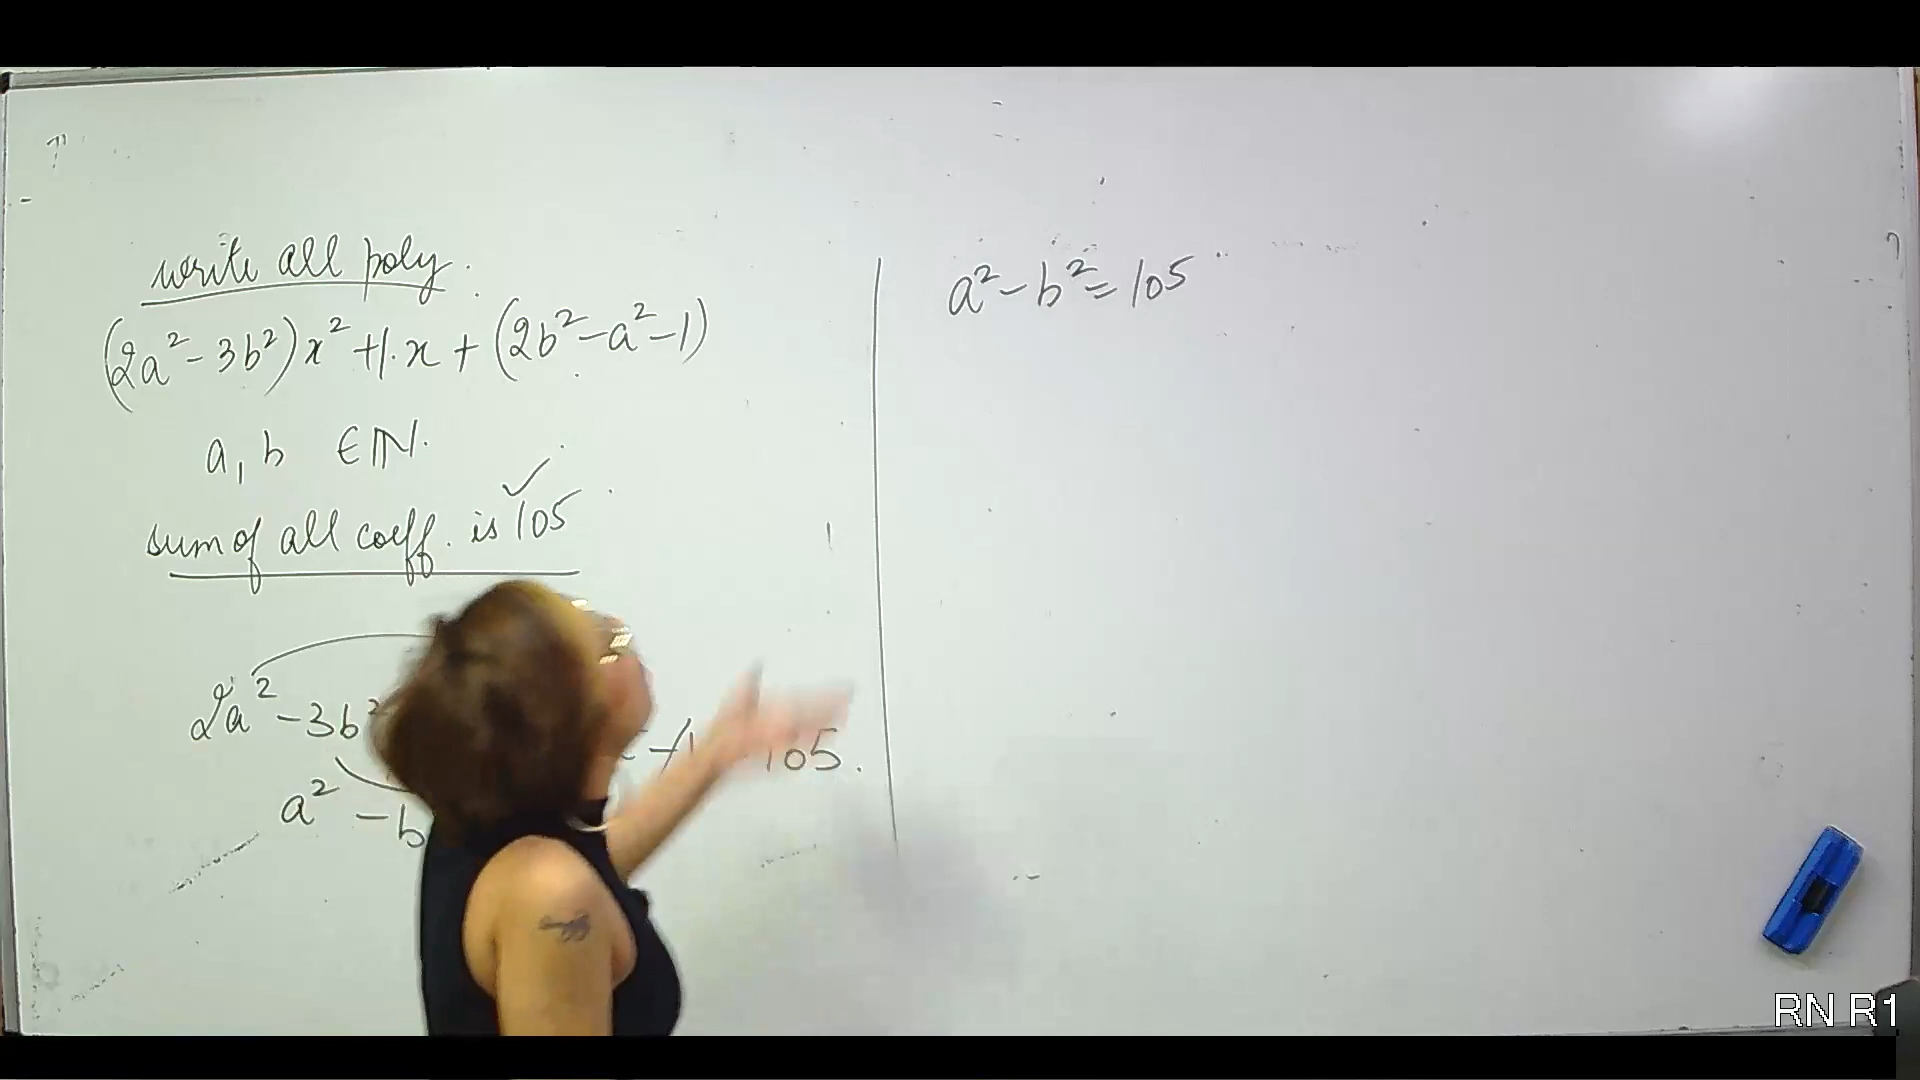 write all poly.
(2a² - 3b²)x² + 1·x + (2b² - a² - 1)
a, b ∈ ℕ.
sum of all coeff. is 105 ✓
2a² - 3b²
105.
a² - b
a² - b² = 105
RN R1